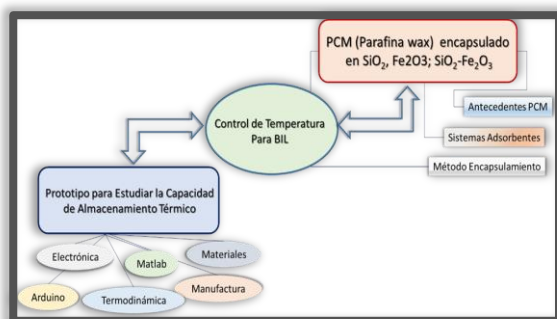 PCM (Parafina wax) encapsulado
en SiO₂, Fe2O3; SiO₂-Fe₂O₃
Antecedentes PCM
Control de Temperatura
Para BIL
Sistemas Adsorbentes
Método Encapsulamiento
Prototipo para Estudiar la Capacidad
de Almacenamiento Térmico
Electrónica
Matlab
Materiales
Arduino
Termodinámica
Manufactura